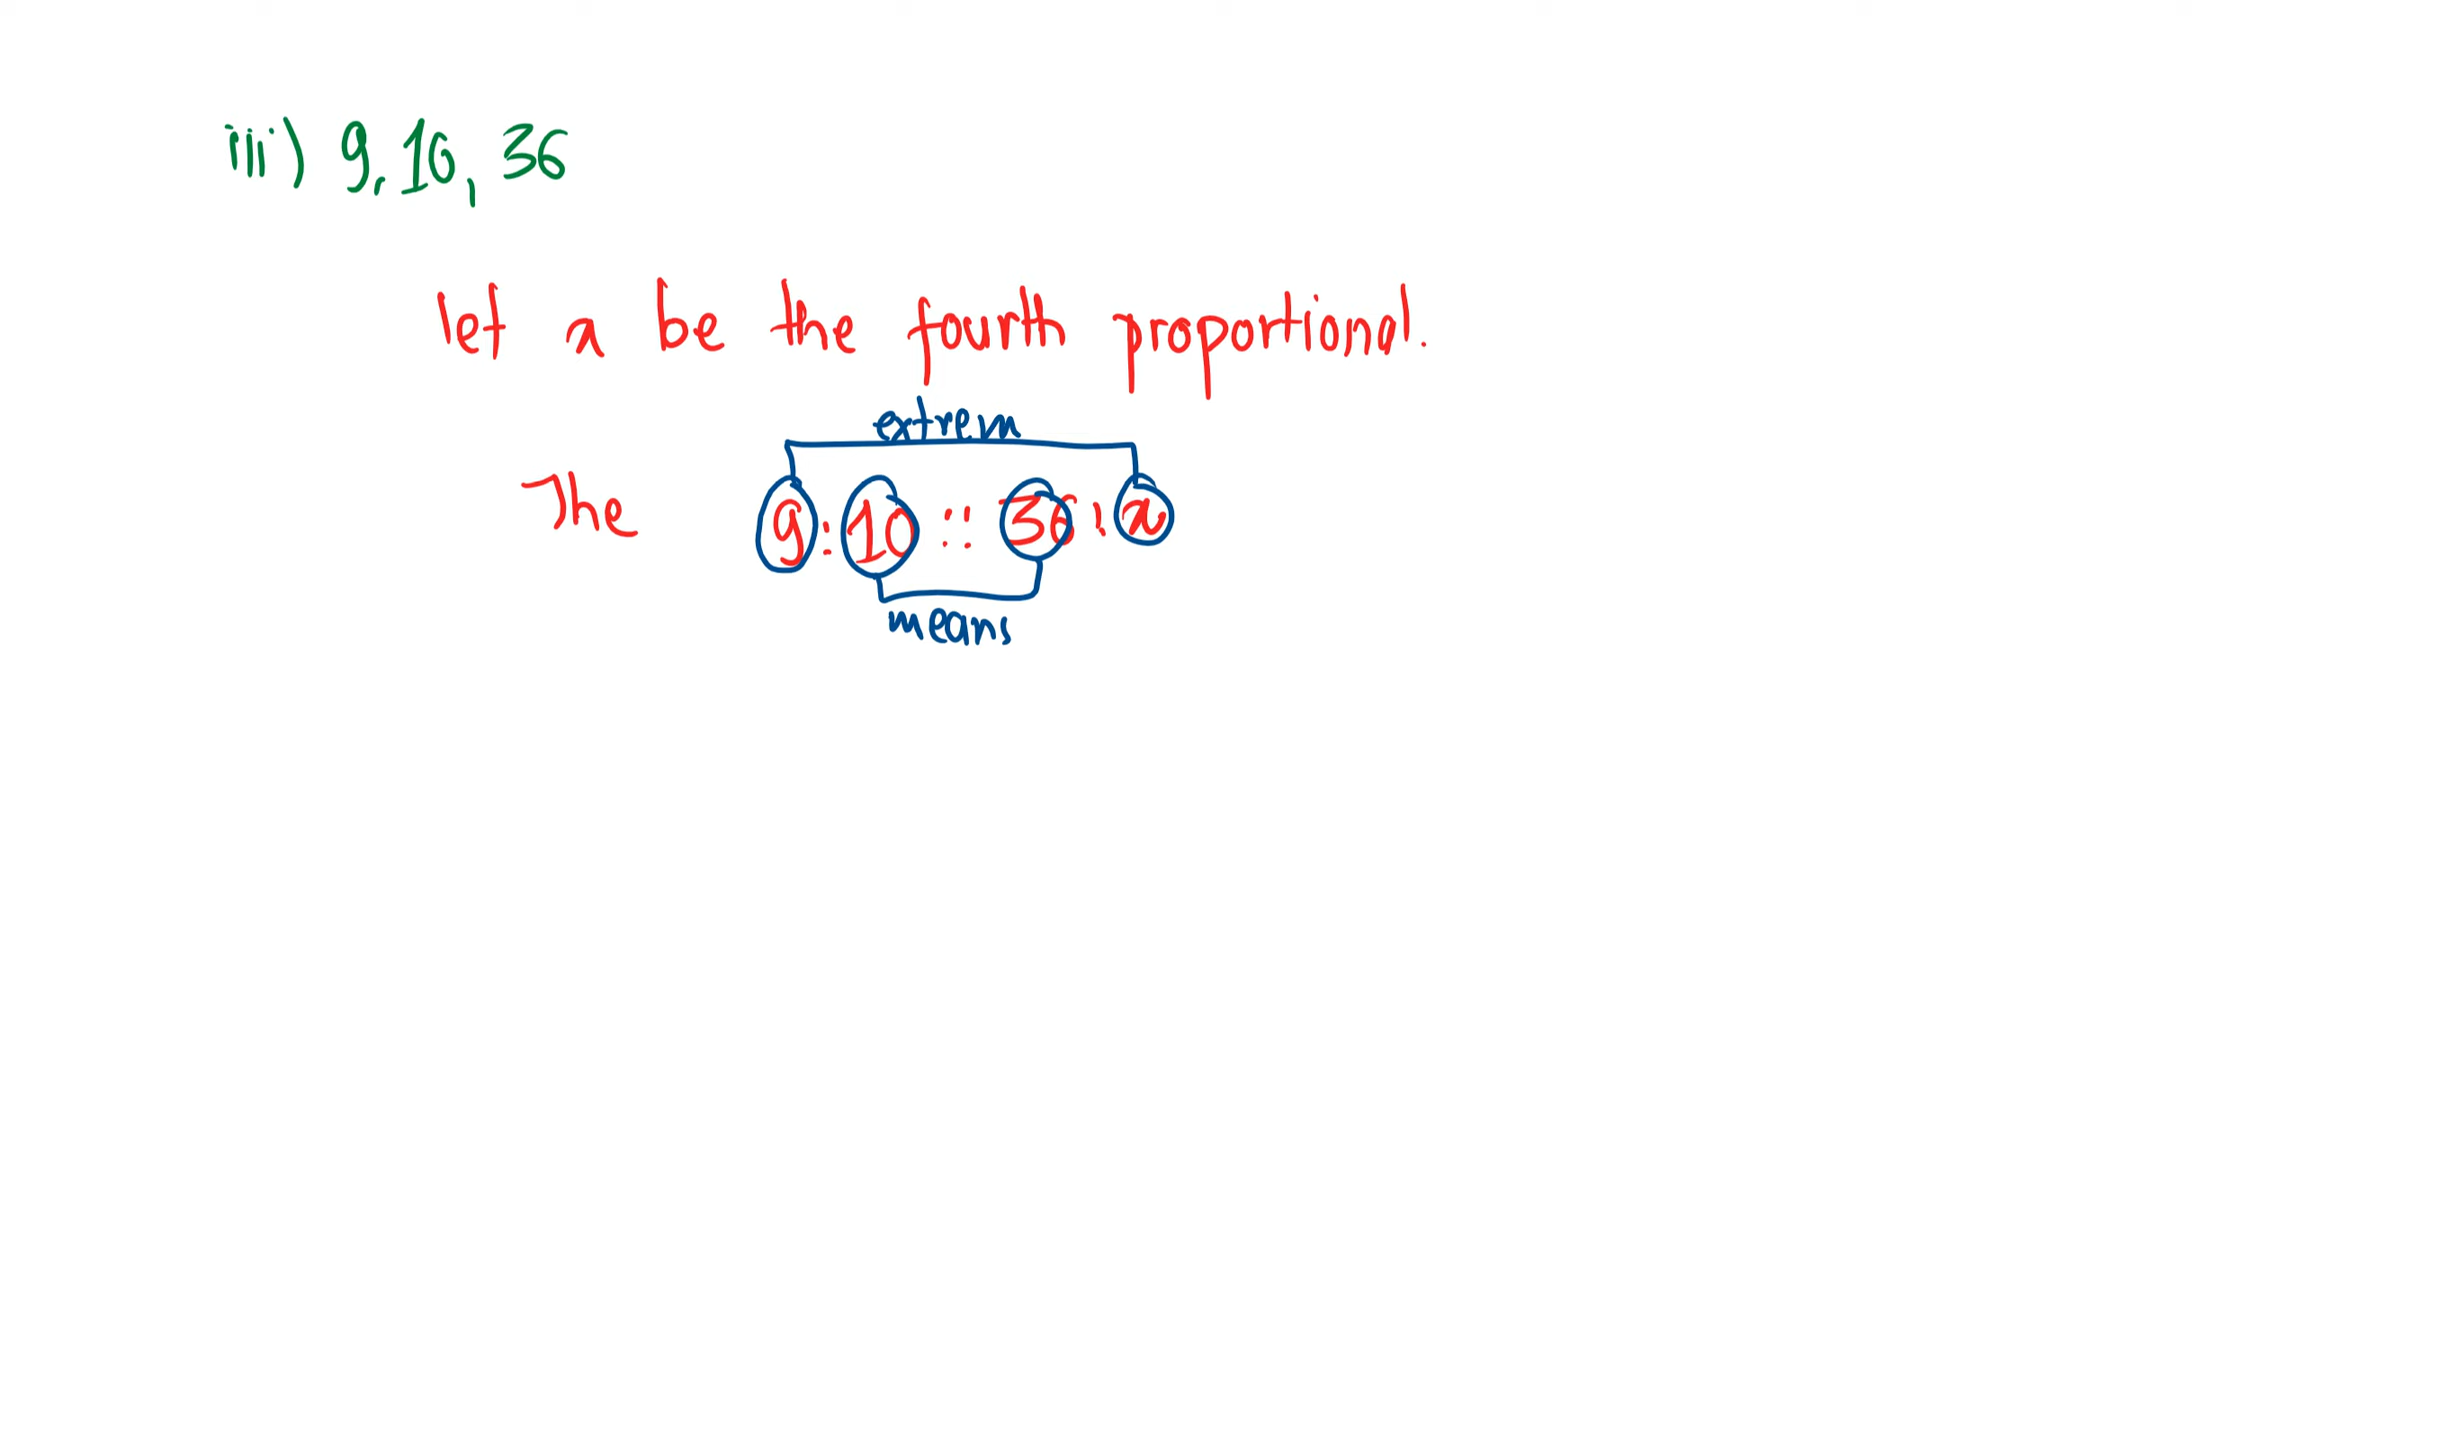 iii) 9, 10, 36
let a be the fourth proportional.
extrem
The 9 : 10 :: 36 : a
means